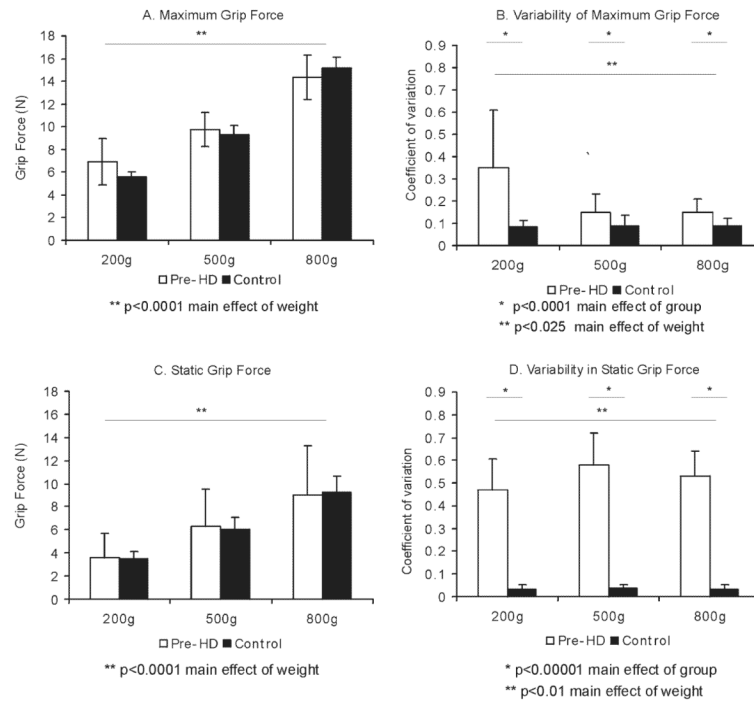 A. Maximum Grip Force
**
18
16
14
12
10
8
6
4
2
0
Grip Force (N)
200g
500g
800g
Pre-HD Control
** p<0.0001 main effect of weight
B. Variability of Maximum Grip Force
* * *
**
0.9
0.8
0.7
0.6
0.5
0.4
0.3
0.2
0.1
0
Coefficient of variation
200g
500g
800g
Pre-HD Control
* p<0.0001 main effect of group
** p<0.025 main effect of weight
C. Static Grip Force
**
18
16
14
12
10
8
6
4
2
0
Grip Force (N)
200g
500g
800g
Pre-HD Control
** p<0.0001 main effect of weight
D. Variability in Static Grip Force
* * *
**
0.9
0.8
0.7
0.6
0.5
0.4
0.3
0.2
0.1
0
Coefficient of variation
200g
500g
800g
Pre-HD Control
* p<0.00001 main effect of group
** p<0.01 main effect of weight